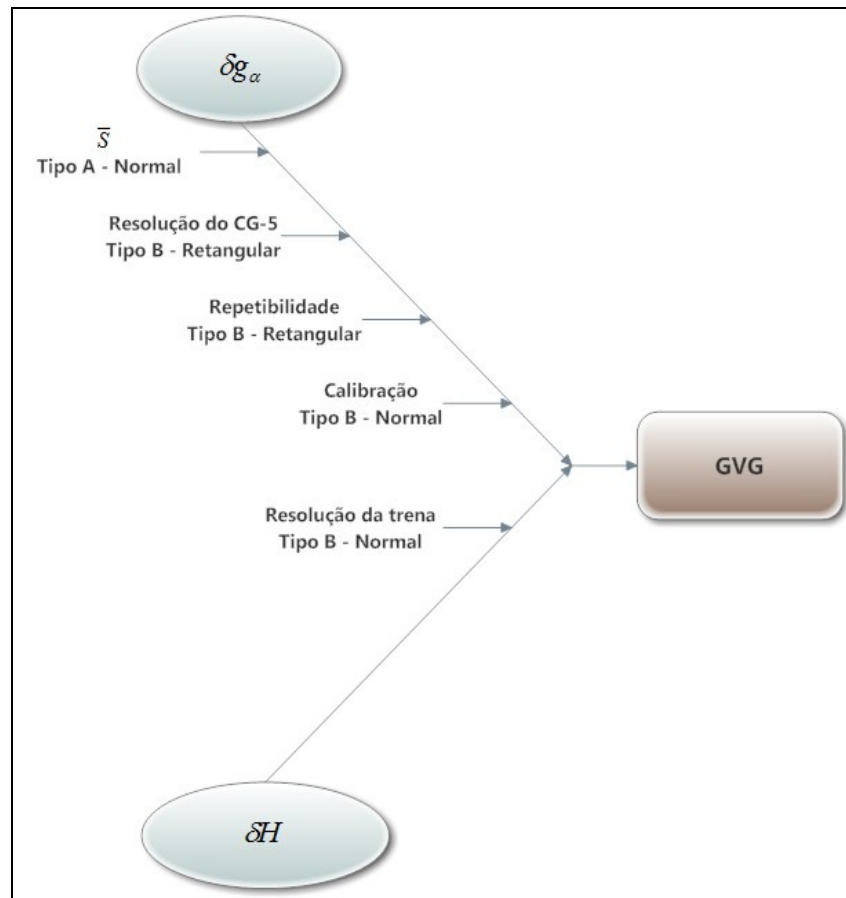 δgα
S̅
Tipo A - Normal
Resolução do CG-5
Tipo B - Retangular
Repetibilidade
Tipo B - Retangular
Calibração
Tipo B - Normal
GVG
Resolução da trena
Tipo B - Normal
δH